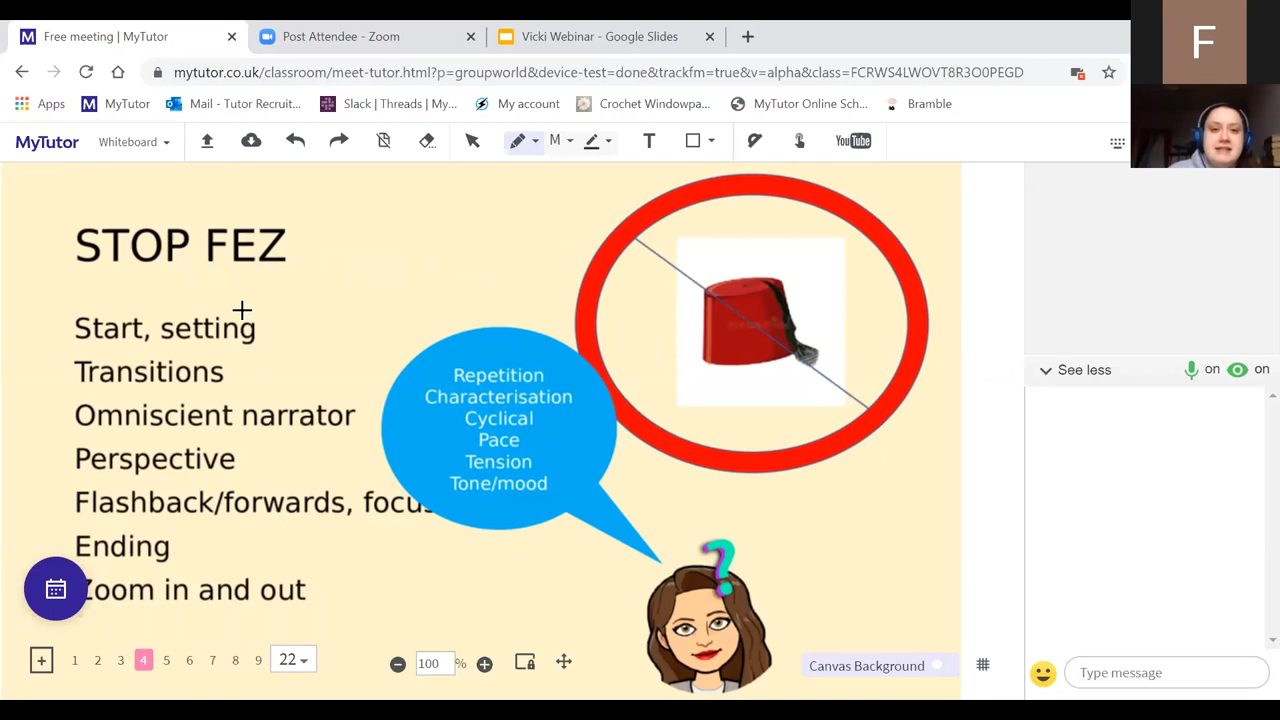 Free meeting | MyTutor
Post Attendee - Zoom
Vicki Webinar - Google Slides
mytutor.co.uk/classroom/meet-tutor.html?p=groupworld&device-test=done&trackfm=true&v=alpha&class=FCRWS4LWOVT8R3O0PEGD
Apps
MyTutor
Mail - Tutor Recruit...
Slack | Threads | My...
My account
Crochet Windowpa...
MyTutor Online Sch...
Bramble
F
MyTutor
Whiteboard
M
T
YouTube
STOP FEZ
Start, setting
Transitions
Omniscient narrator
Perspective
Flashback/forwards, focus
Ending
Zoom in and out
Repetition
Characterisation
Cyclical
Pace
Tension
Tone/mood
?
See less
on
on
1 2 3 4 5 6 7 8 9 22
100 %
Canvas Background
Type message